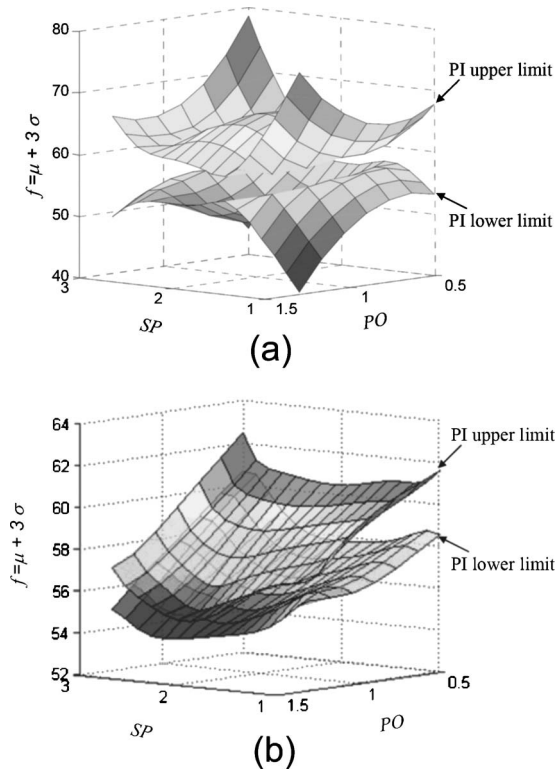 80
70
60
50
40
f=μ + 3 σ
3
2
1
SP
1.5
1
0.5
PO
PI upper limit
PI lower limit
(a)
64
62
60
58
56
54
52
f=μ + 3 σ
3
2
1
SP
1.5
1
0.5
PO
PI upper limit
PI lower limit
(b)